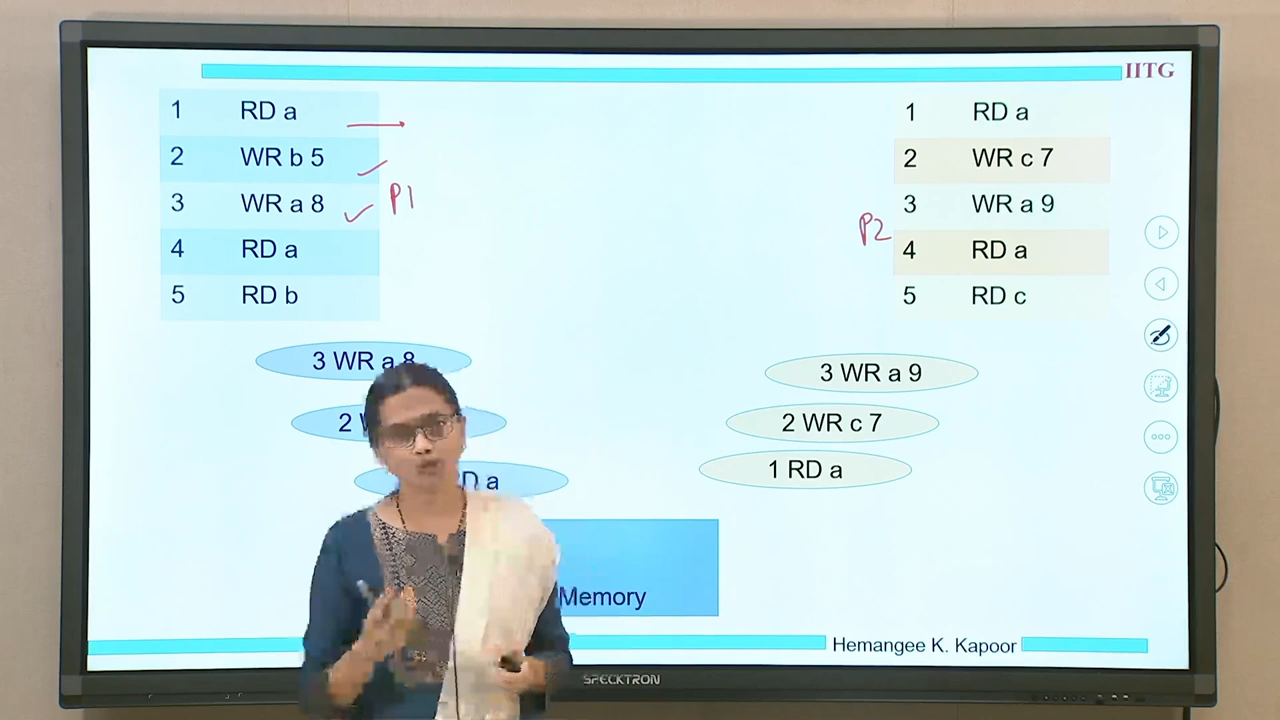 IITG
1 RD a
2 WR b 5
3 WR a 8
4 RD a
5 RD b
P1
1 RD a
2 WR c 7
3 WR a 9
4 RD a
5 RD c
P2
3 WR a 8
2
D a
3 WR a 9
2 WR c 7
1 RD a
Memory
Hemangee K. Kapoor
SPECKTRON